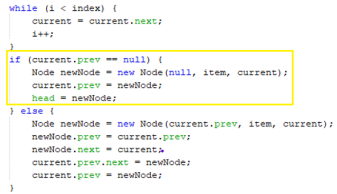 while (i < index) {
current = current.next;
i++;
}
if (current.prev == null) {
Node newNode = new Node(null, item, current);
current.prev = newNode;
head = newNode;
} else {
Node newNode = new Node(current.prev, item, current);
newNode.prev = current.prev;
newNode.next = current;
current.prev.next = newNode;
current.prev = newNode;
}